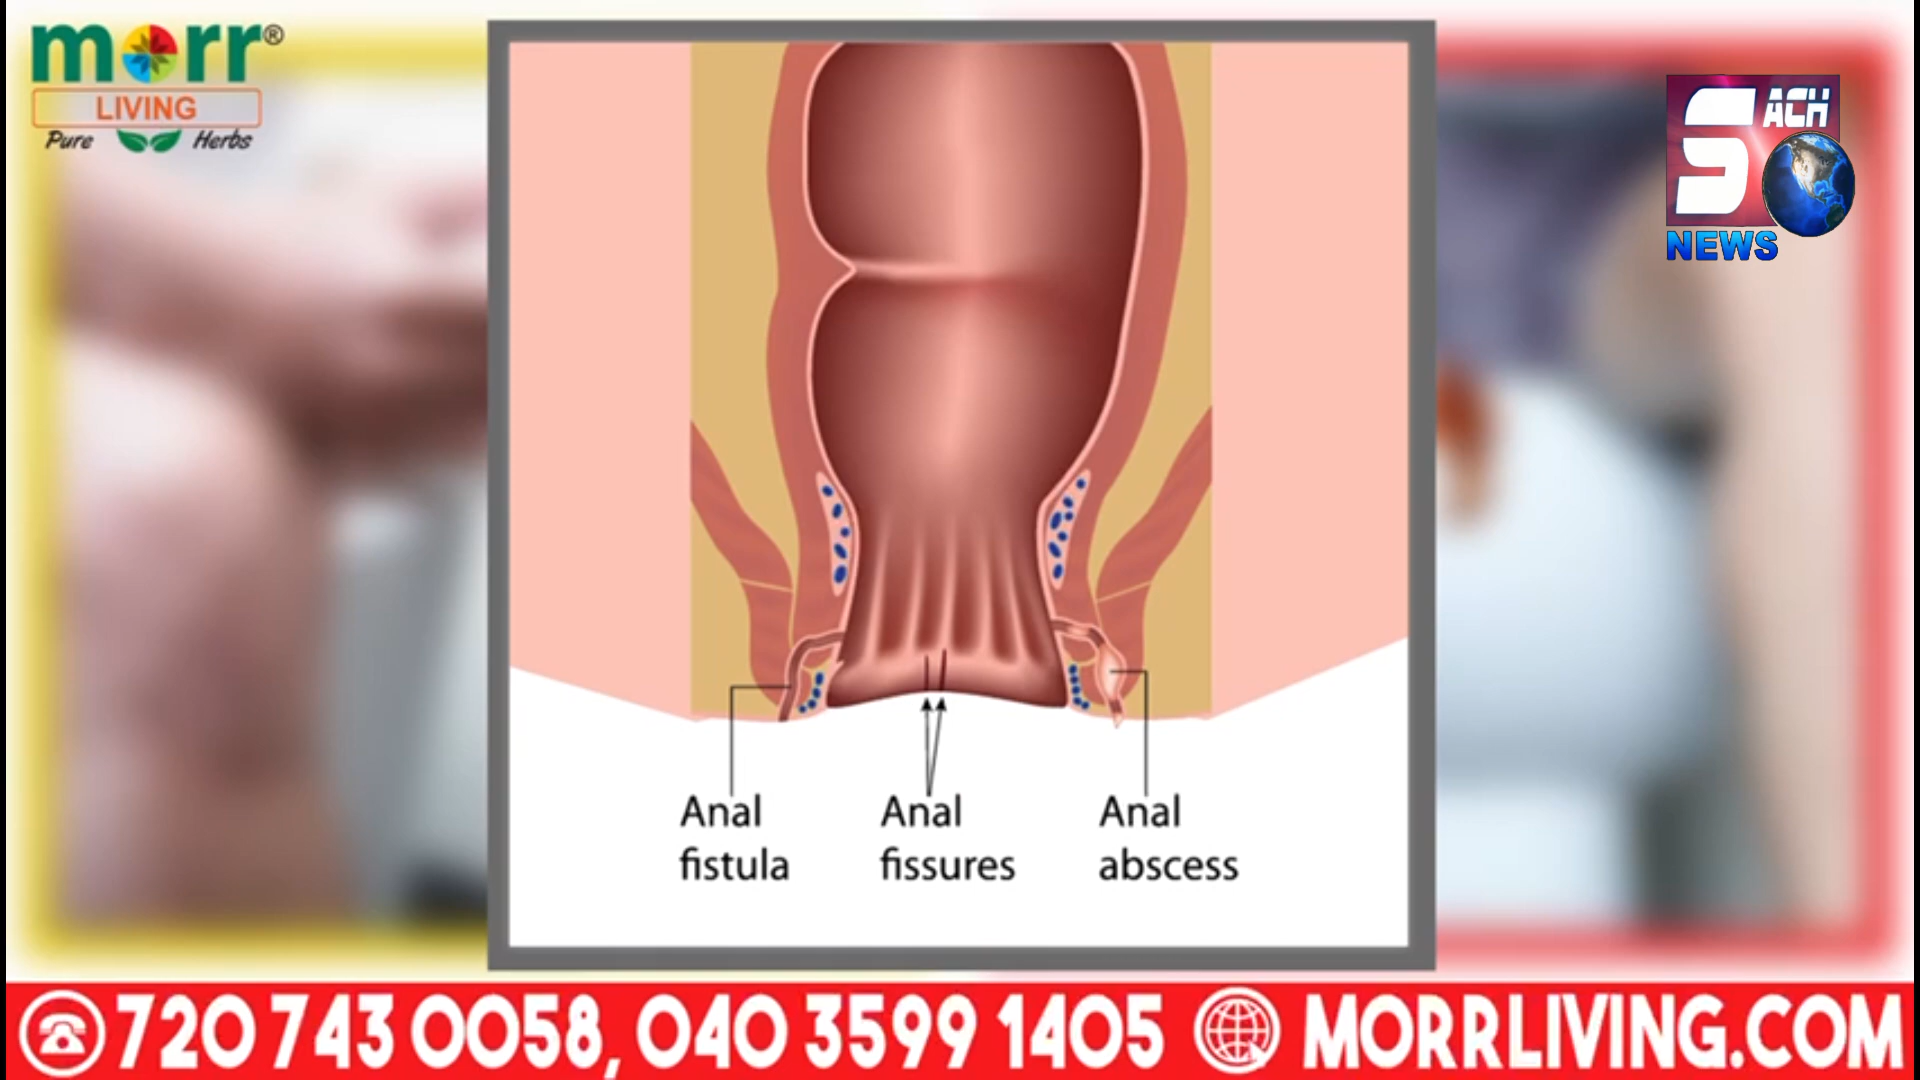 morr®
LIVING
Pure Herbs
SACH
NEWS
Anal
fistula
Anal
fissures
Anal
abscess
720 743 0058, 040 3599 1405 MORRLIVING.COM